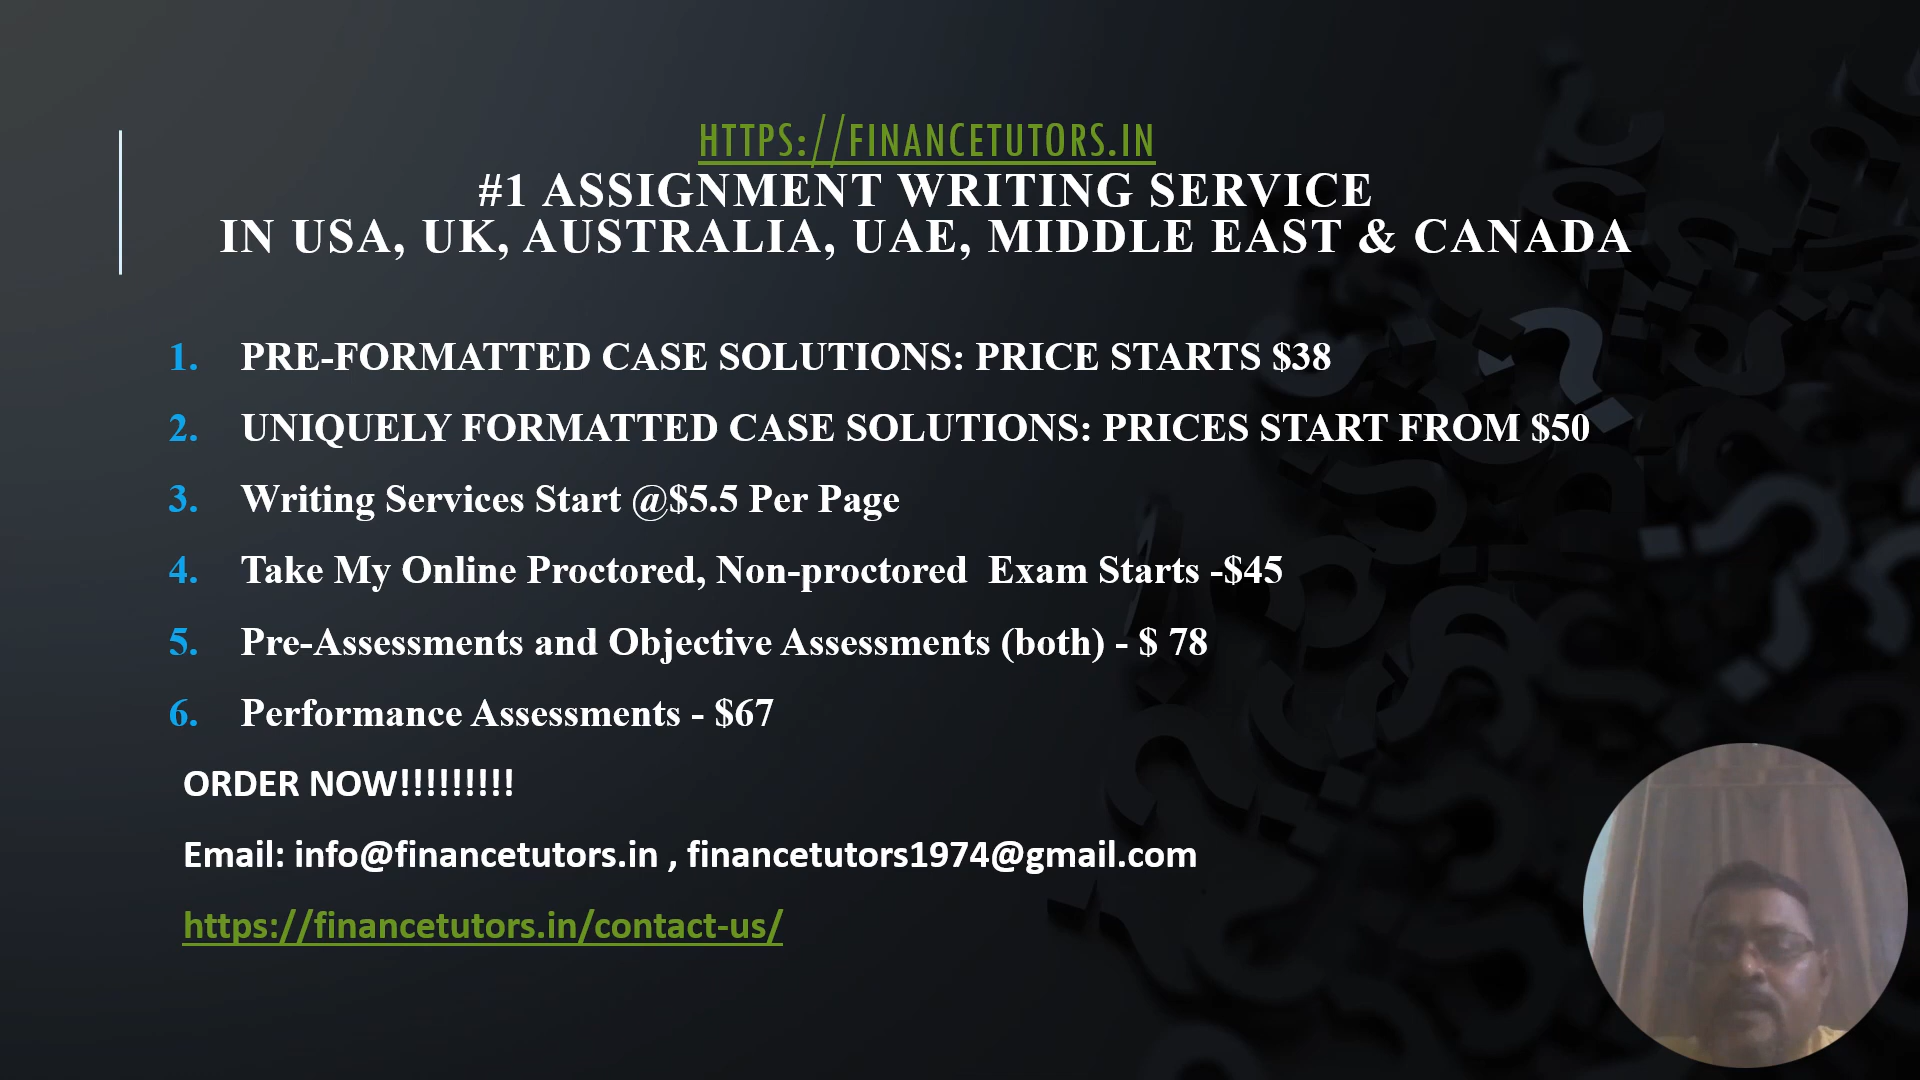 HTTPS://FINANCETUTORS.IN
#1 ASSIGNMENT WRITING SERVICE
IN USA, UK, AUSTRALIA, UAE, MIDDLE EAST & CANADA
1. PRE-FORMATTED CASE SOLUTIONS: PRICE STARTS $38
2. UNIQUELY FORMATTED CASE SOLUTIONS: PRICES START FROM $50
3. Writing Services Start @$5.5 Per Page
4. Take My Online Proctored, Non-proctored  Exam Starts -$45
5. Pre-Assessments and Objective Assessments (both) - $ 78
6. Performance Assessments - $67
ORDER NOW!!!!!!!!!
Email: info@financetutors.in , financetutors1974@gmail.com
https://financetutors.in/contact-us/